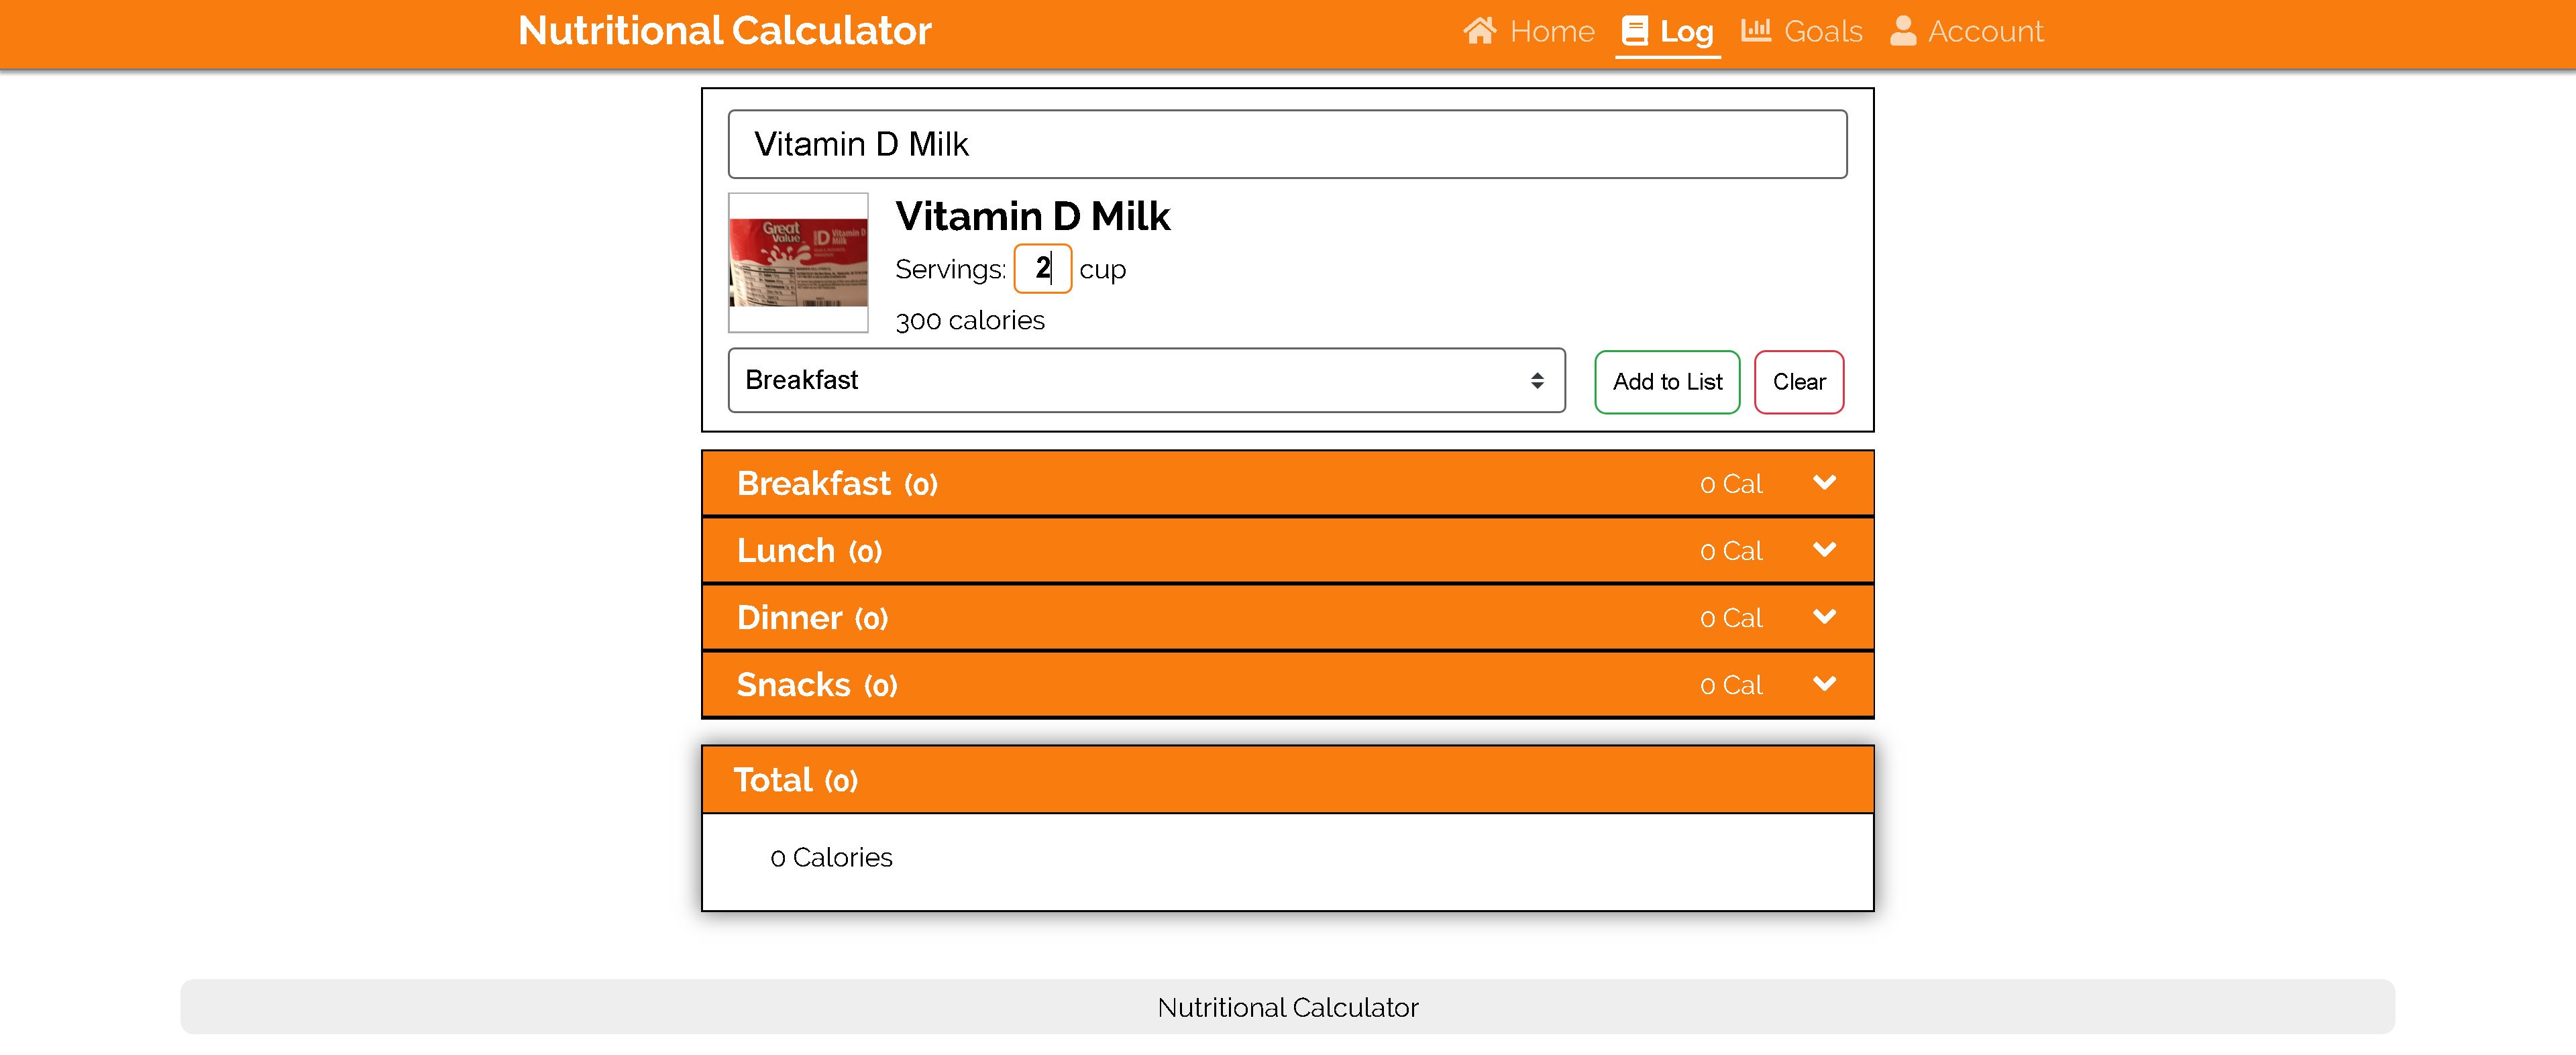 Nutritional Calculator Home Log Goals Account
Vitamin D Milk
Great Value D Vitamin D Milk
Vitamin D Milk
Servings: 2 cup
300 calories
Breakfast Add to List Clear
Breakfast (0) 0 Cal
Lunch (0) 0 Cal
Dinner (0) 0 Cal
Snacks (0) 0 Cal
Total (0)
0 Calories
Nutritional Calculator